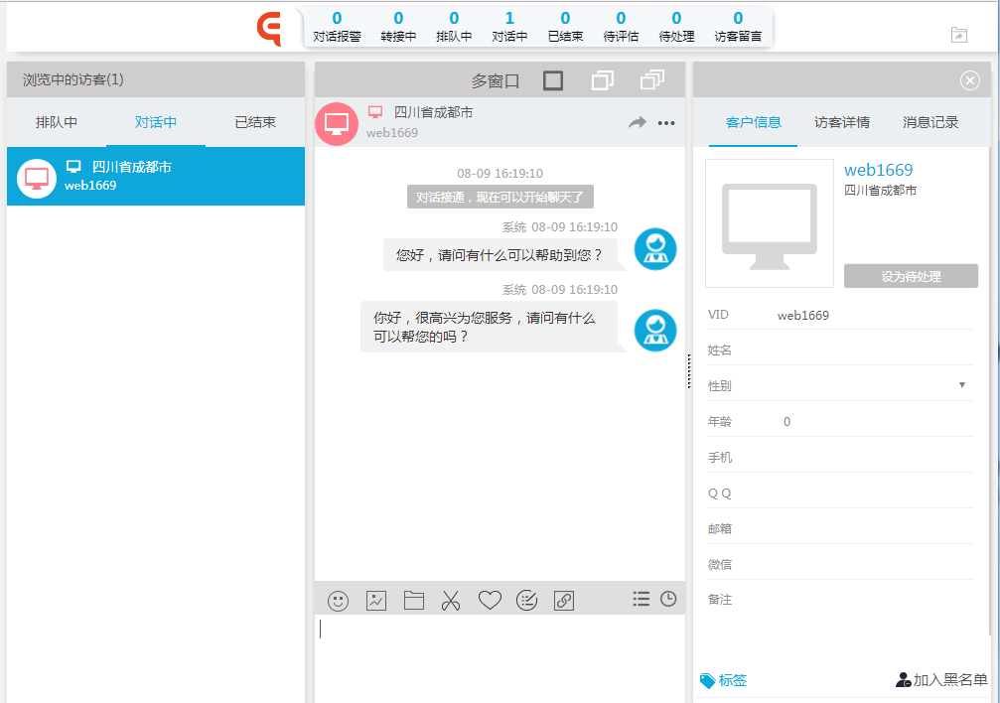 0 0 0 1 0 0 0 0
对话报警 转接中 排队中 对话中 已结束 待评估 待处理 访客留言
浏览中的访客(1)
排队中 对话中 已结束
四川省成都市
web1669
多窗口
四川省成都市
web1669
08-09 16:19:10
对话接通，现在可以开始聊天了
系统 08-09 16:19:10
您好，请问有什么可以帮助到您？
系统 08-09 16:19:10
你好，很高兴为您服务，请问有什么
可以帮您的吗？
客户信息 访客详情 消息记录
web1669
四川省成都市
设为待处理
VID web1669
姓名
性别
年龄 0
手机
Q Q
邮箱
微信
备注
标签 加入黑名单